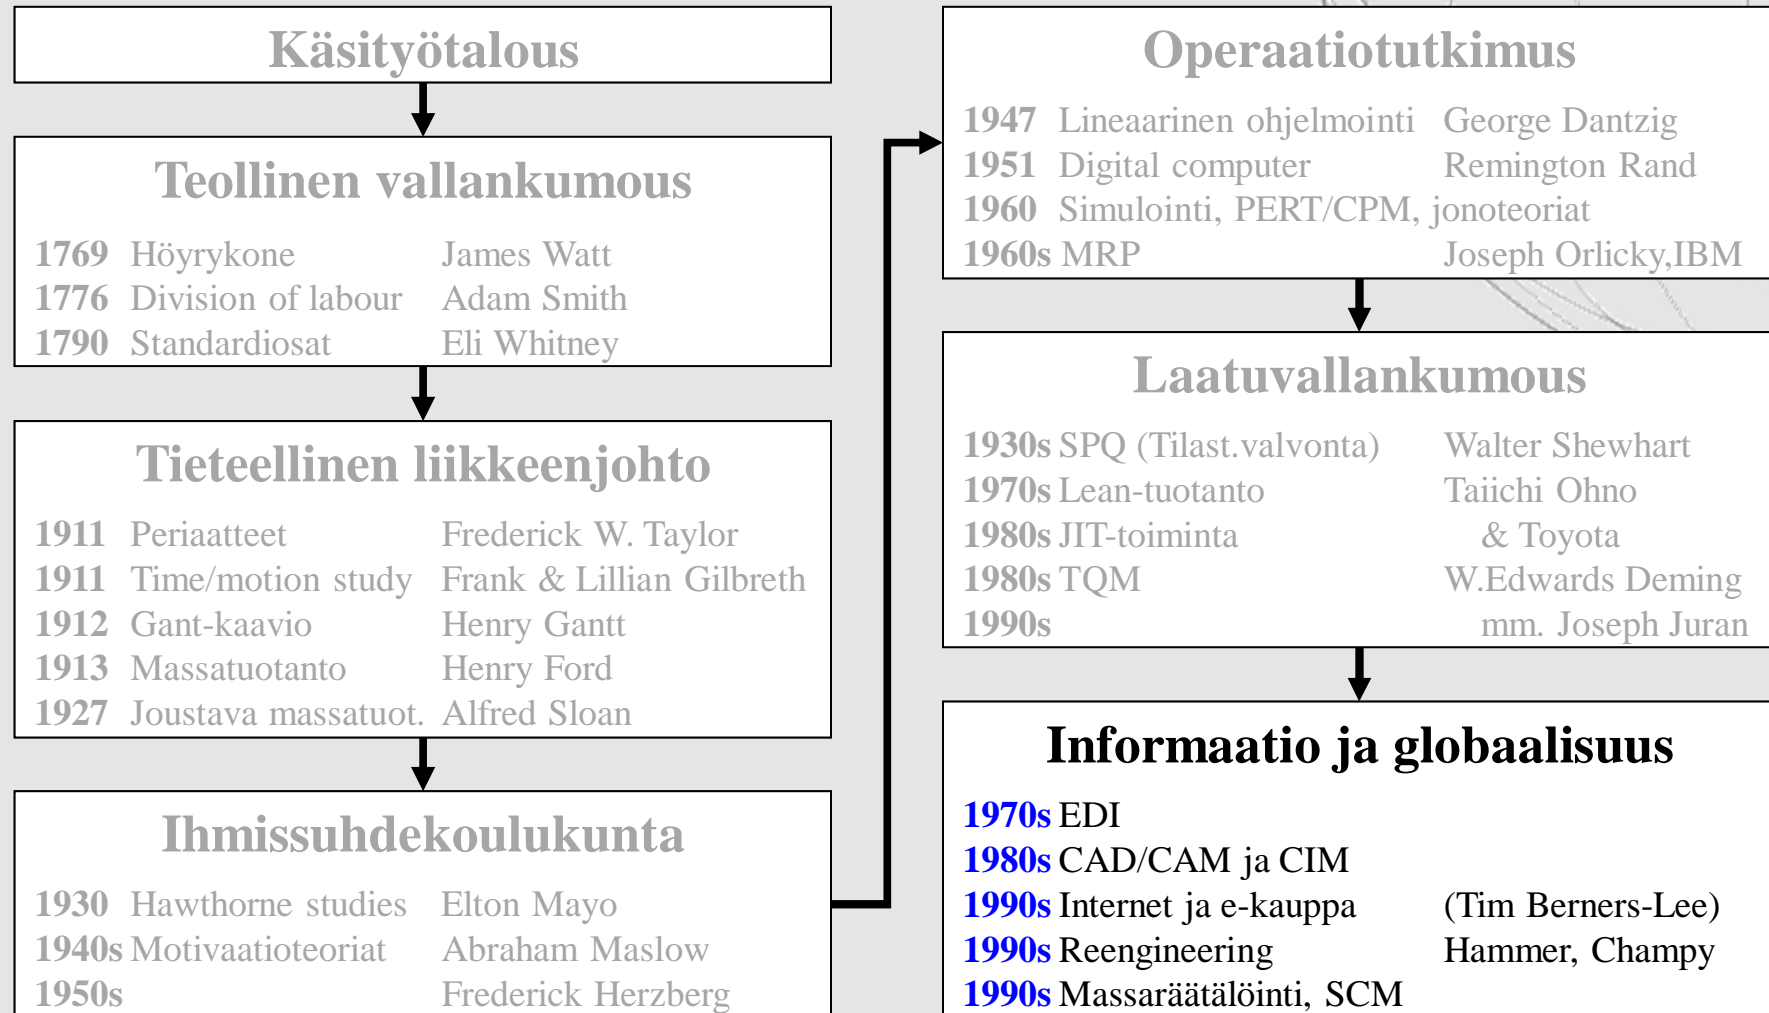 Käsityötalous
Teollinen vallankumous
1769 Höyrykone James Watt
1776 Division of labour Adam Smith
1790 Standardiosat Eli Whitney
Tieteellinen liikkeenjohto
1911 Periaatteet Frederick W. Taylor
1911 Time/motion study Frank & Lillian Gilbreth
1912 Gant-kaavio Henry Gantt
1913 Massatuotanto Henry Ford
1927 Joustava massatuot. Alfred Sloan
Ihmissuhdekoulukunta
1930 Hawthorne studies Elton Mayo
1940s Motivaatioteoriat Abraham Maslow
1950s Frederick Herzberg
Operaatiotutkimus
1947 Lineaarinen ohjelmointi George Dantzig
1951 Digital computer Remington Rand
1960 Simulointi, PERT/CPM, jonoteoriat
1960s MRP Joseph Orlicky,IBM
Laatuvallankumous
1930s SPQ (Tilast.valvonta) Walter Shewhart
1970s Lean-tuotanto Taiichi Ohno
1980s JIT-toiminta & Toyota
1980s TQM W.Edwards Deming
1990s mm. Joseph Juran
Informaatio ja globaalisuus
1970s EDI
1980s CAD/CAM ja CIM
1990s Internet ja e-kauppa (Tim Berners-Lee)
1990s Reengineering Hammer, Champy
1990s Massaräätälöinti, SCM